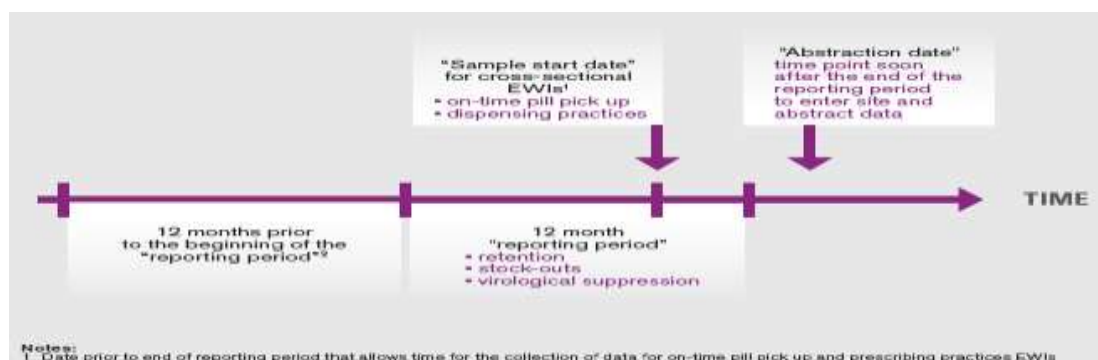 "Sample start date"
for cross-sectional
EWIs¹
• on-time pill pick up
• dispensing practices
"Abstraction date"
time point soon
after the end of the
reporting period
to enter site and
abstract data
TIME
12 months prior
to the beginning of the
"reporting period"²
12 month
"reporting period"
• retention
• stock-outs
• virological suppression
Notes:
1 Date prior to end of reporting period that allows time for the collection of data for on-time pill pick up and prescribing practices EWIs